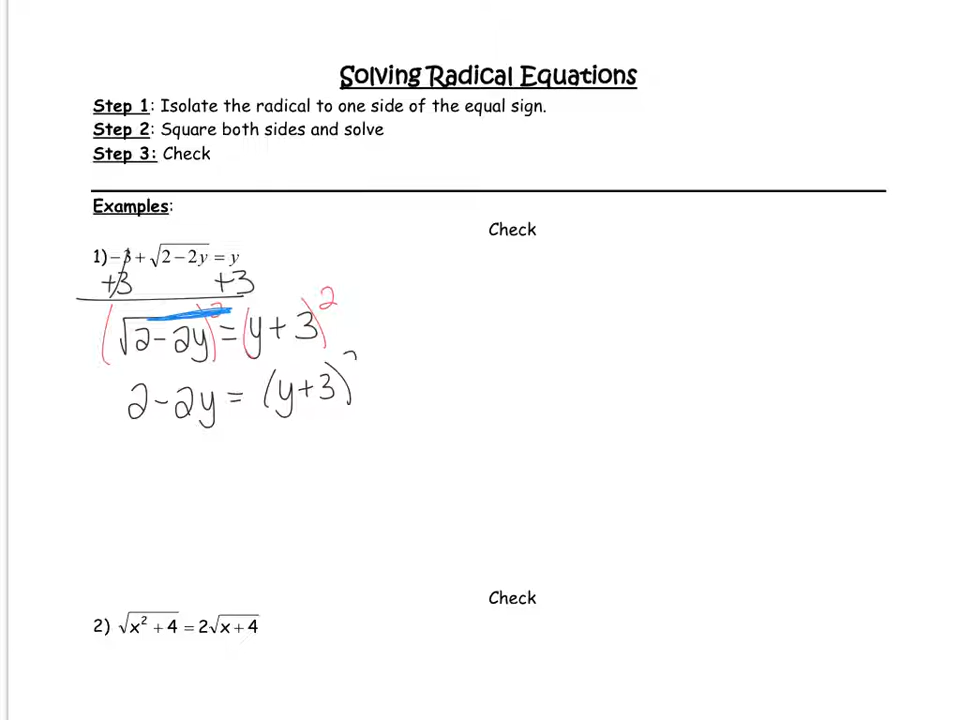 Solving Radical Equations
Step 1: Isolate the radical to one side of the equal sign.
Step 2: Square both sides and solve
Step 3: Check
Examples:
Check
1) −3 + √2 − 2y = y
+3 +3
(√2 − 2y)² = (y + 3)²
2 − 2y = (y + 3)²
Check
2) √x² + 4 = 2√x + 4